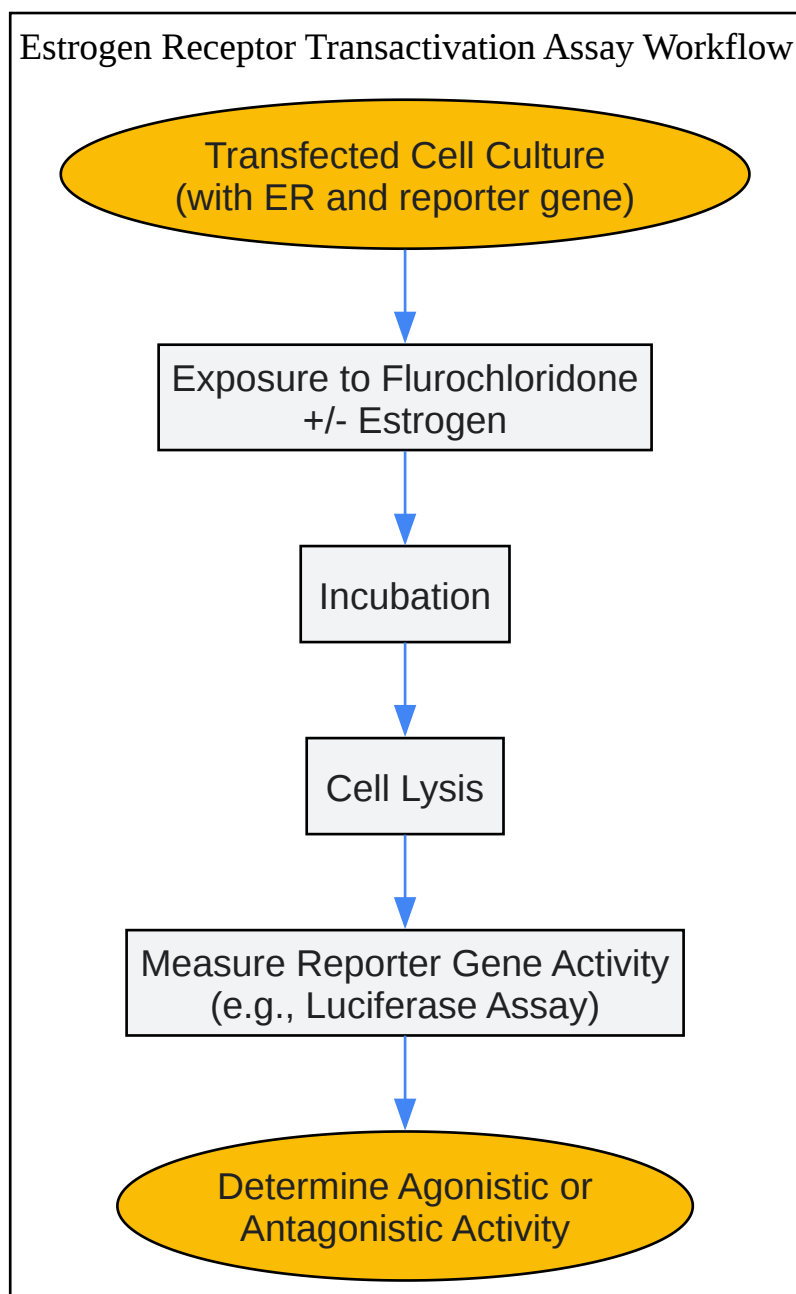 Estrogen Receptor Transactivation Assay Workflow
Transfected Cell Culture
(with ER and reporter gene)
Exposure to Flurochloridone
+/- Estrogen
Incubation
Cell Lysis
Measure Reporter Gene Activity
(e.g., Luciferase Assay)
Determine Agonistic or
Antagonistic Activity